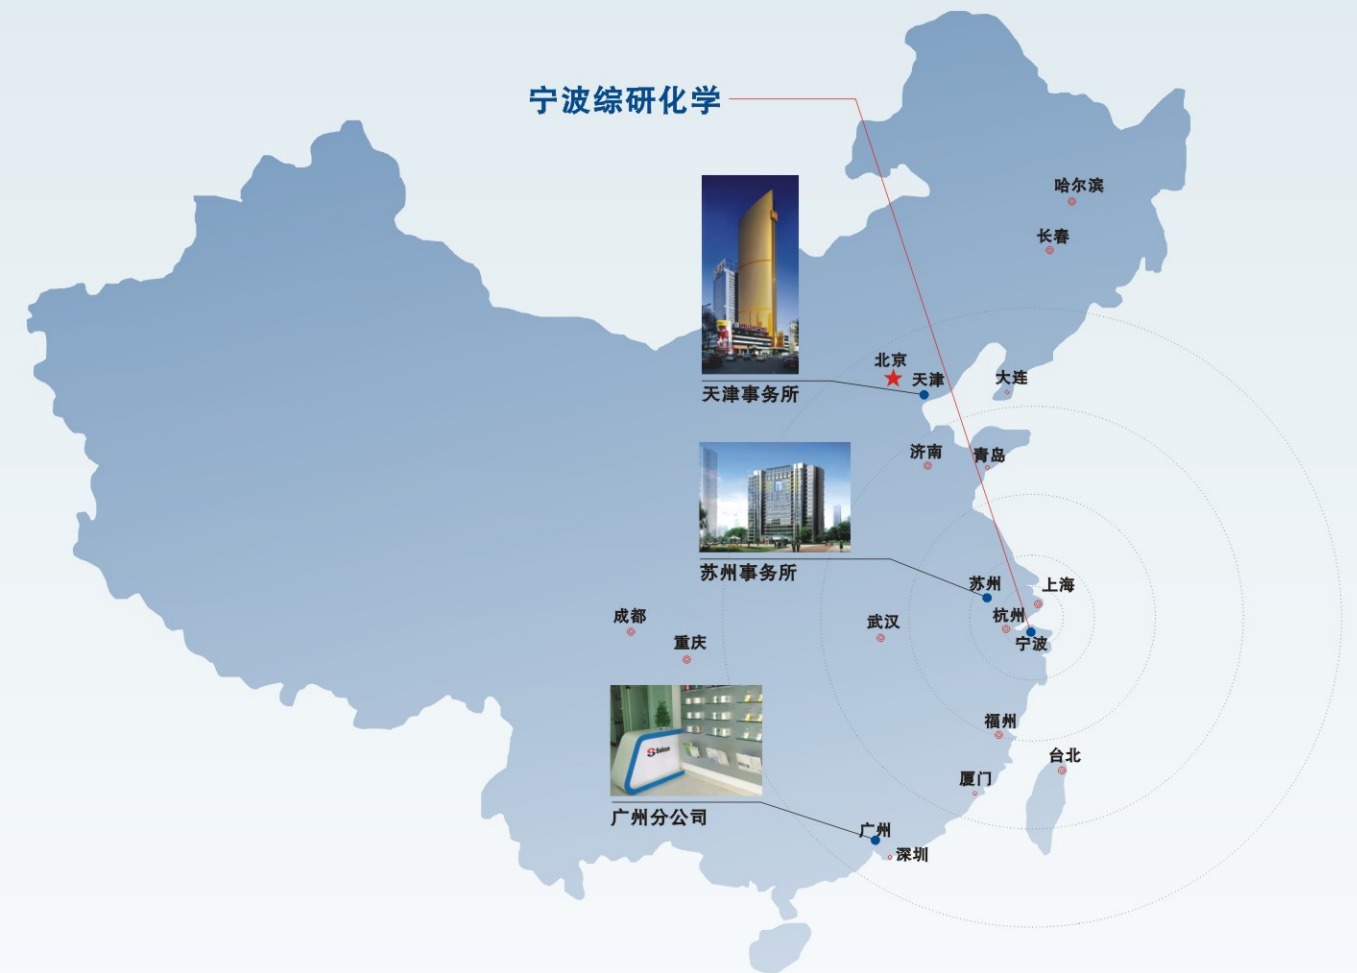 宁波综研化学
哈尔滨
长春
北京
天津
大连
天津事务所
济南
青岛
苏州事务所
苏州
上海
成都
杭州
武汉
重庆
宁波
Soken
福州
台北
厦门
广州分公司
广州
深圳